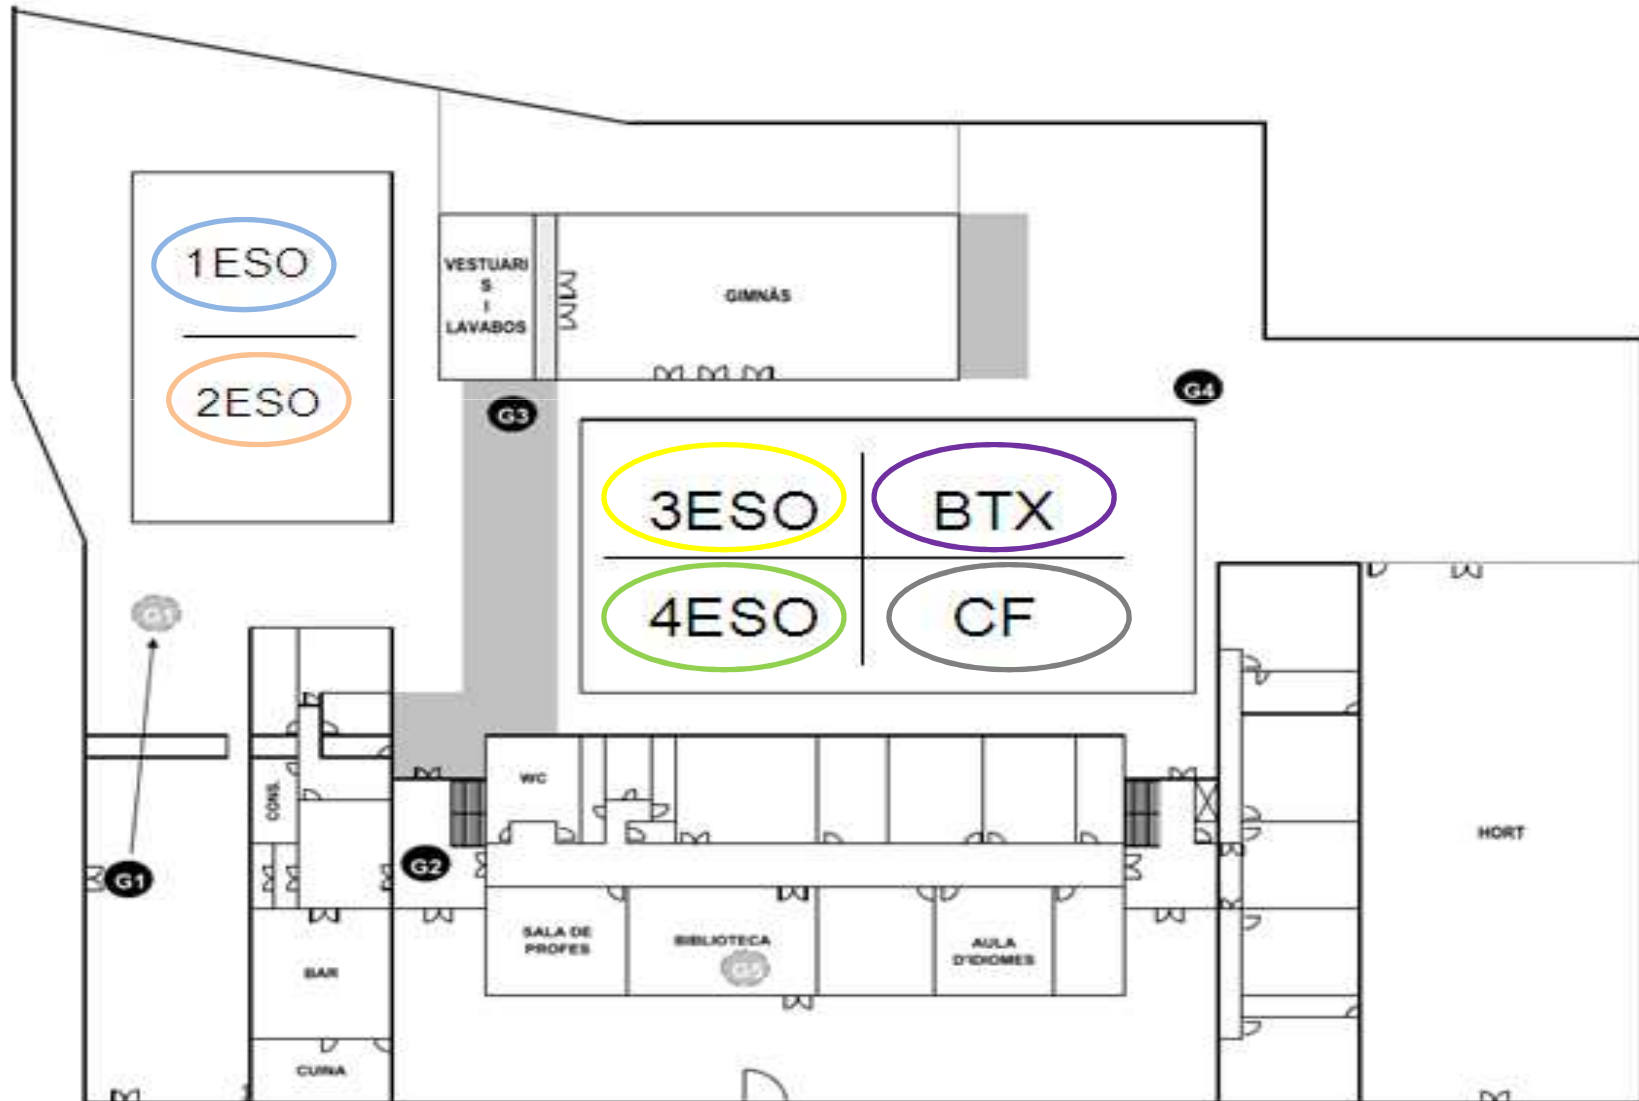 1ESO
2ESO
VESTUARI
S
I
LAVABOS
GIMNÀS
G3
G4
3ESO
BTX
4ESO
CF
G1
WC
CONS.
G1
G2
HORT
SALA DE
PROFES
BIBLIOTECA
G5
AULA
D'IDIOMES
BAR
CUINA